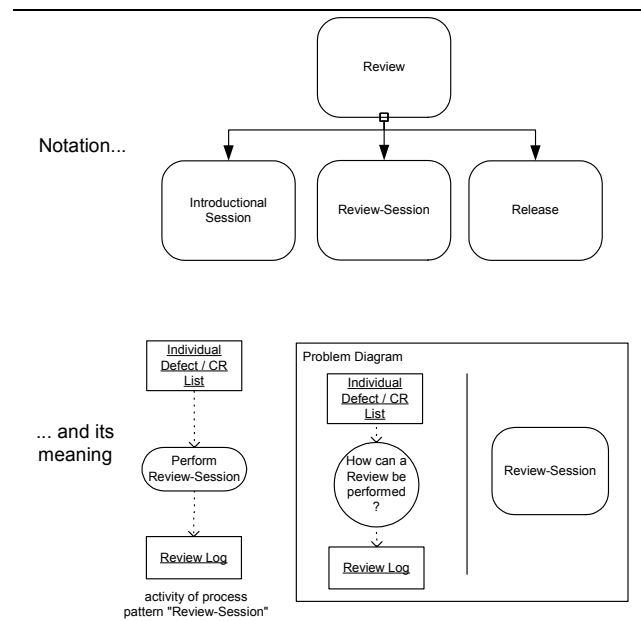 Review
Notation...
Introductional
Session
Review-Session
Release
Individual
Defect / CR
List
Perform
Review-Session
Review Log
activity of process
pattern "Review-Session"
... and its
meaning
Problem Diagram
Individual
Defect / CR
List
How can a
Review be
performed
?
Review Log
Review-Session